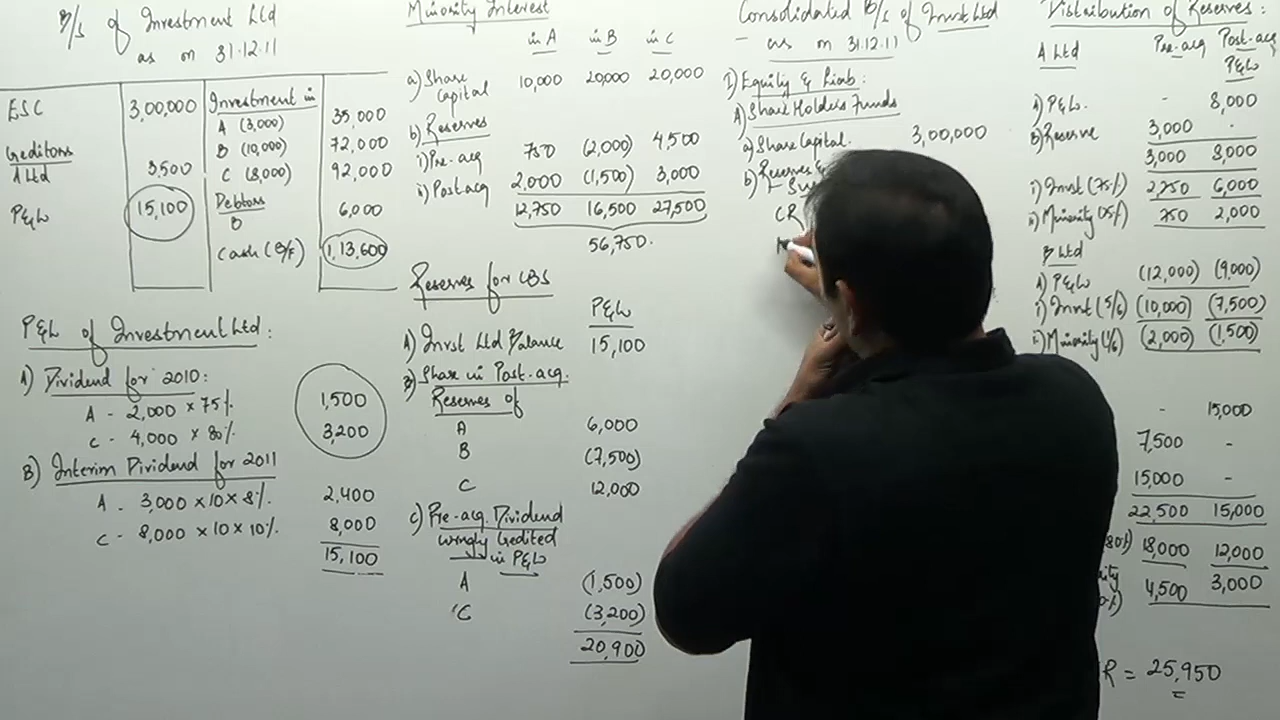 B/S of Investment Ltd
as on 31.12.11
ESC 3,00,000 Investment in
A (3,000) 35,000
B (10,000) 72,000
Creditors
A Ltd 3,500 C (8,000) 92,000
P&L 15,100 Debtors
B 6,000
Cash (B/F) 1,13,600
P&L of Investment Ltd:
A) Dividend for 2010:
A - 2,000 × 75% 1,500
C - 4,000 × 80% 3,200
B) Interim Dividend for 2011
A - 3,000 × 10 × 8% 2,400
C - 8,000 × 10 × 10% 8,000
15,100
Minority Interest
in A in B in C
a) Share Capital 10,000 20,000 20,000
b) Reserves
i) Pre-acq 750 (2,000) 4,500
ii) Post acq 2,000 (1,500) 3,000
12,750 16,500 27,500
56,750.
Reserves for CBS
P&L
A) Invst Ltd Balance 15,100
B) Share in Post-acq.
Reserves of
A 6,000
B (7,500)
C 12,000
C) Pre-acq. Dividend
wrngly Credited
in P&L
A (1,500)
C (3,200)
20,900
Consolidated B/S of Invst Ltd
as on 31.12.11
I) Equity & Liab:
A) Share Holders Funds
a) Share Capital. 3,00,000
b) Reserves &
CR
Distribution of Reserves:
A Ltd Pre-acq Post-acq
P&L
A) P&L. - 8,000
B) Reserve 3,000 -
3,000 8,000
i) Invst (75%) 2,250 6,000
ii) Minority (25%) 750 2,000
B Ltd
A) P&L (12,000) (9,000)
i) Invst (5/6) (10,000) (7,500)
ii) Minority (1/6) (2,000) (1,500)
- 15,000
7,500 -
15,000 -
22,500 15,000
18,000 12,000
4,500 3,000
R = 25,950